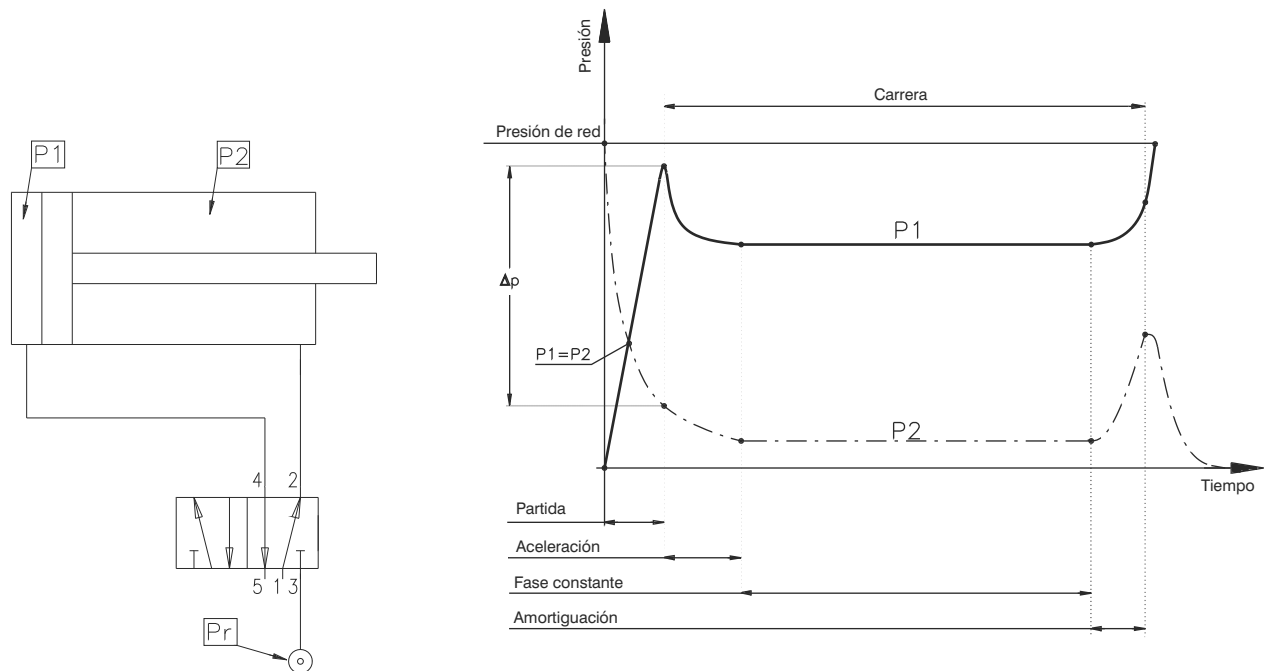 P1
P2
4 2
5 1 3
Pr
Presión
Carrera
Presión de red
P1
Δp
P1=P2
P2
Tiempo
Partida
Aceleración
Fase constante
Amortiguación